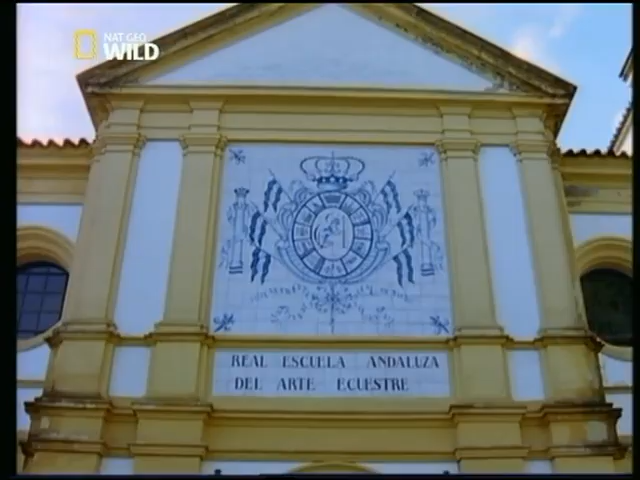 NAT GEO
WILD
REAL ESCUELA ANDALUZA
DEL ARTE ECUESTRE